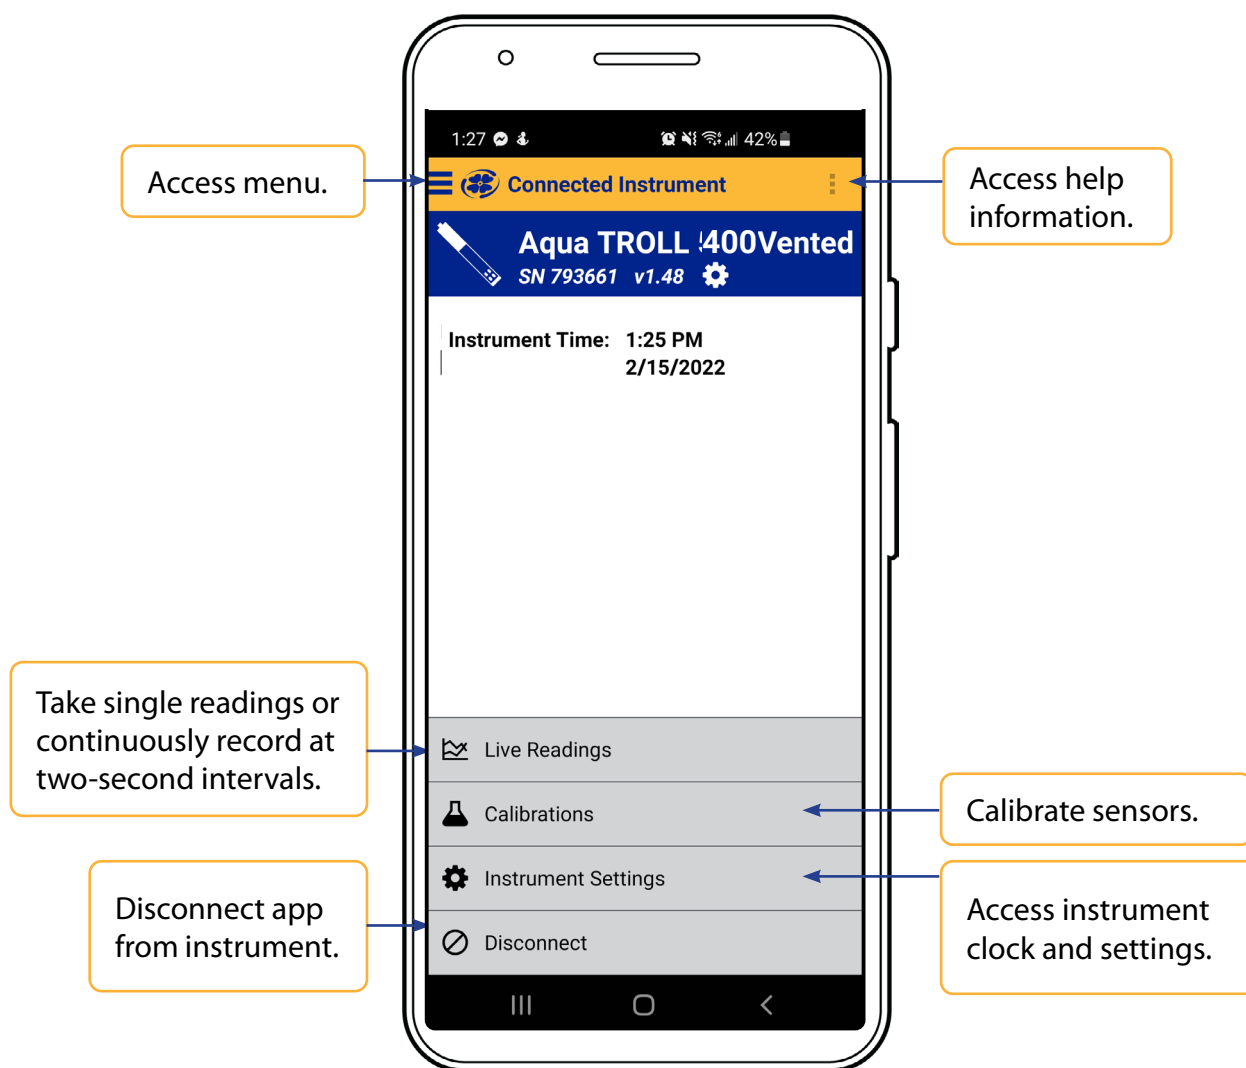 1:27 42%
Access menu.
Connected Instrument
Access help
information.
Aqua TROLL 400Vented
SN 793661 v1.48
Instrument Time: 1:25 PM
2/15/2022
Take single readings or
continuously record at
two-second intervals.
Live Readings
Calibrations
Calibrate sensors.
Instrument Settings
Access instrument
clock and settings.
Disconnect app
from instrument.
Disconnect